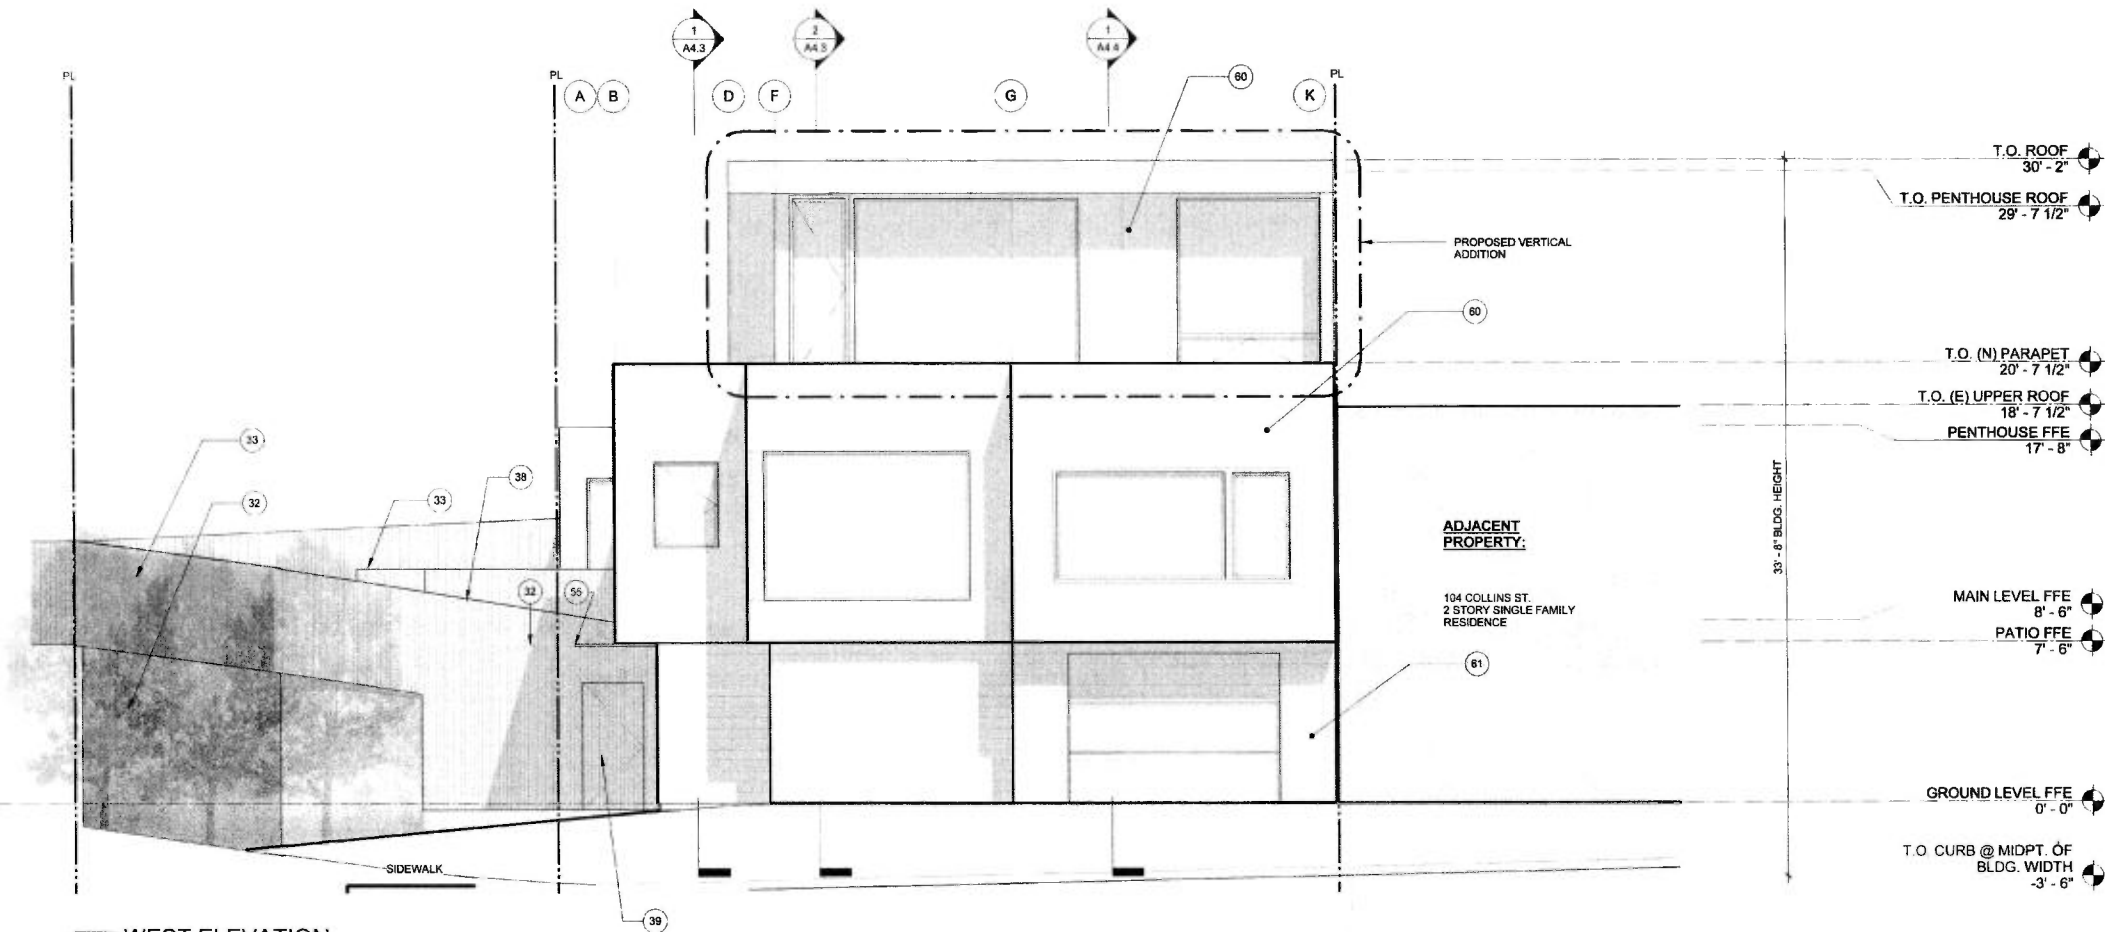 1
A4.3
2
A4.3
1
A4.4
PL
PL
A
B
D
F
G
K
PL
60
T.O. ROOF
30' - 2"
T.O. PENTHOUSE ROOF
29' - 7 1/2"
PROPOSED VERTICAL
ADDITION
60
T.O. (N) PARAPET
20' - 7 1/2"
T.O. (E) UPPER ROOF
18' - 7 1/2"
PENTHOUSE FFE
17' - 8"
33
38
33
32
33' - 8" BLDG. HEIGHT
ADJACENT
PROPERTY:
104 COLLINS ST.
2 STORY SINGLE FAMILY
RESIDENCE
32
55
MAIN LEVEL FFE
8' - 6"
PATIO FFE
7' - 6"
32
61
39
GROUND LEVEL FFE
0' - 0"
T.O. CURB @ MIDPT. OF
BLDG. WIDTH
-3' - 6"
SIDEWALK
WEST ELEVATION